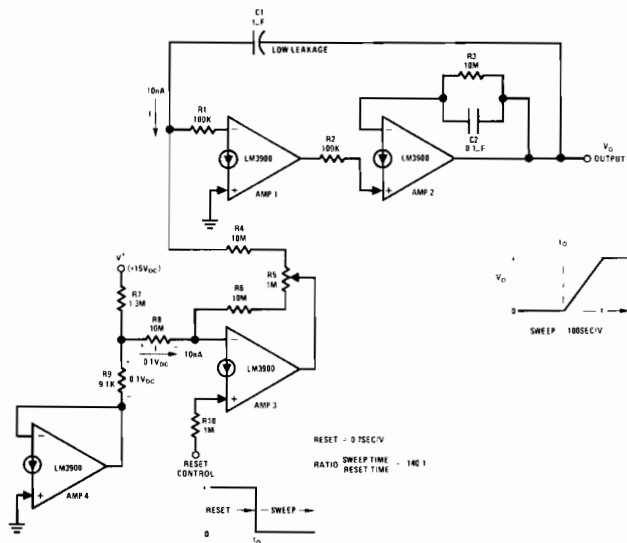 C1
1μF
LOW LEAKAGE
R3
10M
10nA
I
R1
100K
C2
0.1μF
R2
100K
LM3900
LM3900
VO
OUTPUT
AMP 1
AMP 2
R4
10M
V+
(+15VDC)
R5
1M
tO
+
VO
0
t
SWEEP 100SEC/V
R7
R6
10M
R8
10M
I
0.1VDC
10nA
R9
9.1K
0.1VDC
LM3900
AMP 3
R10
1M
LM3900
AMP 4
RESET
CONTROL
RESET = 0.7SEC/V
RATIO SWEEP TIME
RESET TIME
140:1
+
RESET
SWEEP
0
tO